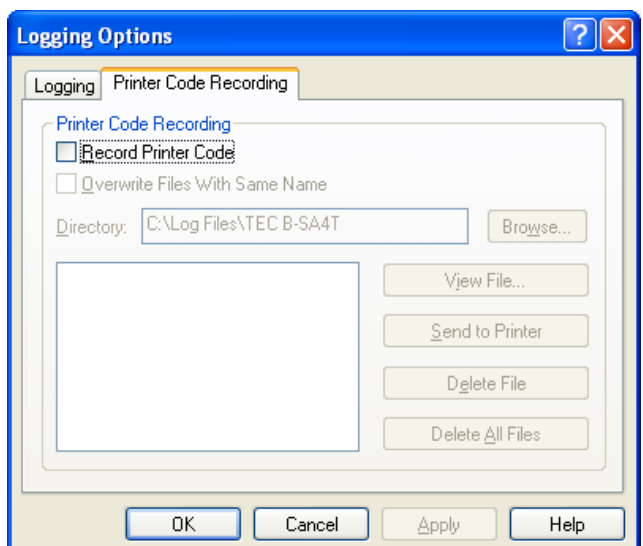 Logging Options
Logging Printer Code Recording
Printer Code Recording
Record Printer Code
Overwrite Files With Same Name
Directory: C:\Log Files\TEC B-SA4T Browse...
View File...
Send to Printer
Delete File
Delete All Files
OK Cancel Apply Help